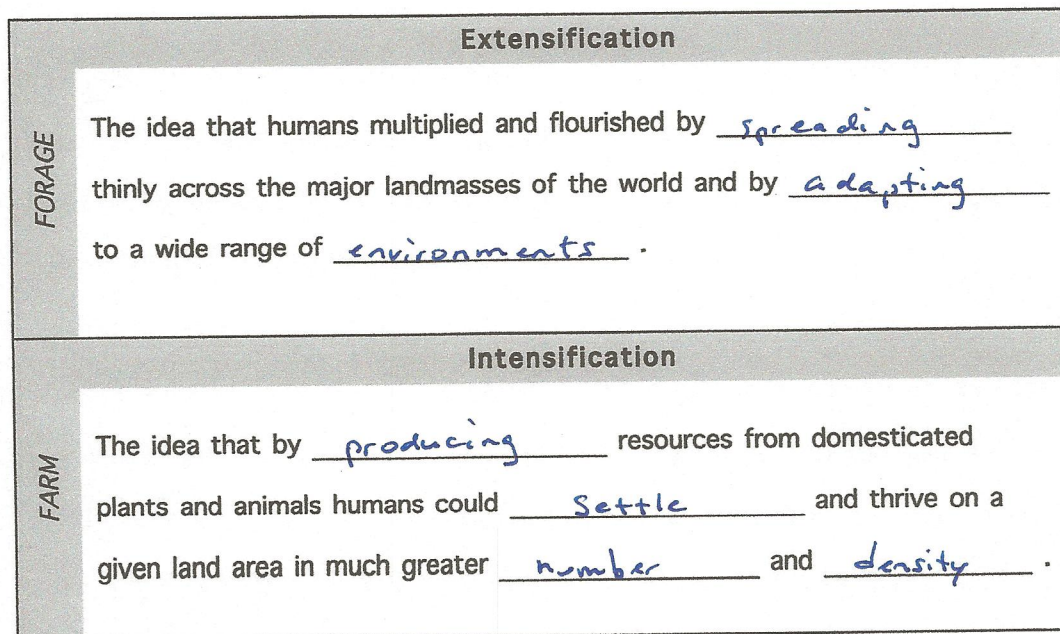 Extensification
FORAGE
The idea that humans multiplied and flourished by spreading
thinly across the major landmasses of the world and by adapting
to a wide range of environments .
Intensification
FARM
The idea that by producing resources from domesticated
plants and animals humans could settle and thrive on a
given land area in much greater number and density .